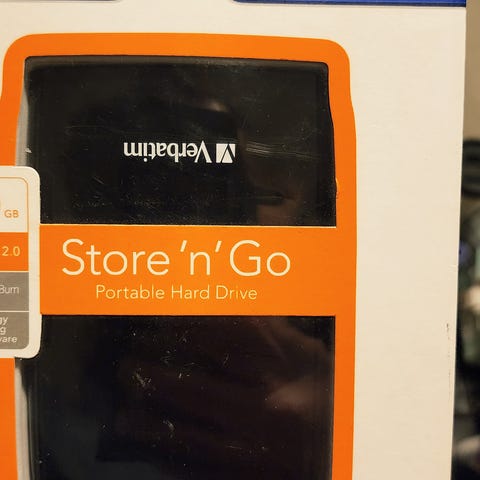 Verbatim
GB
2.0
Store 'n' Go
Portable Hard Drive
Burn